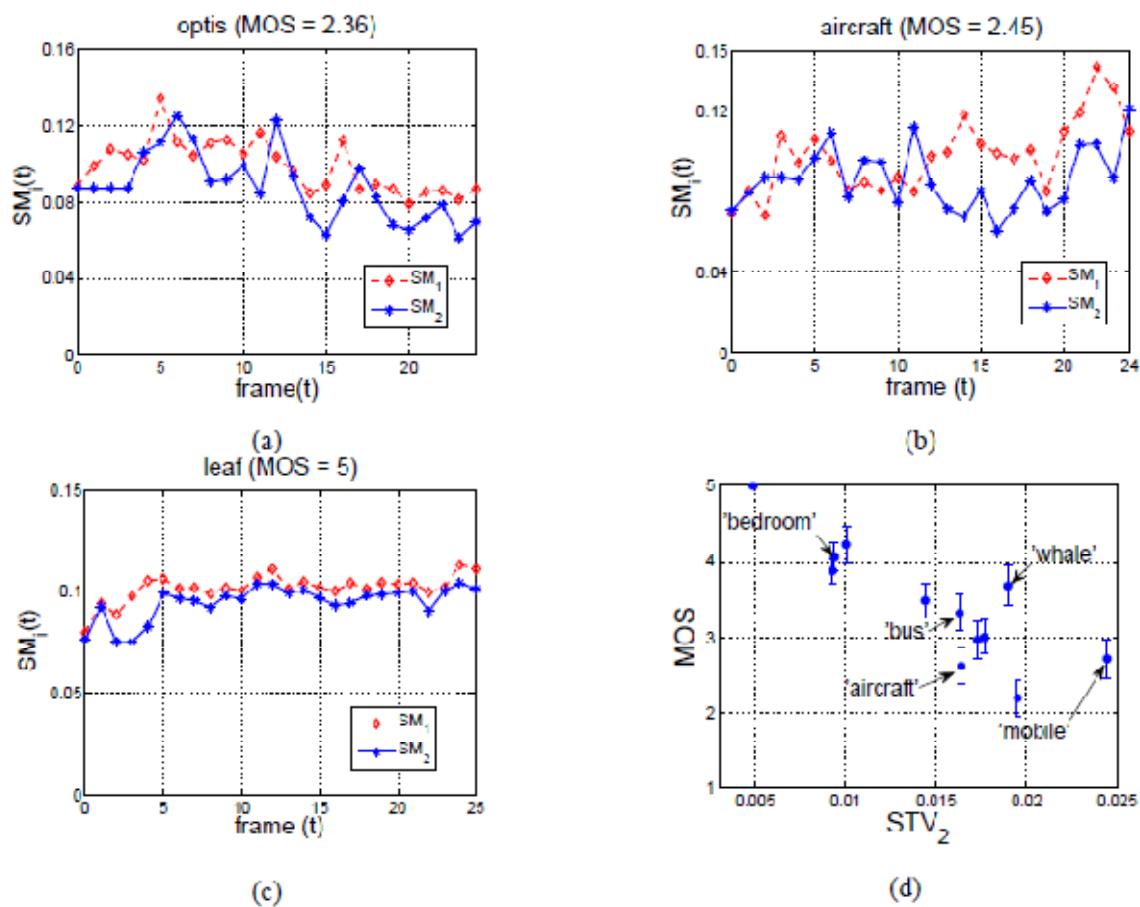 optis (MOS = 2.36)
0.16
0.12
0.08
0.04
0
SM_i(t)
SM_1
SM_2
0 5 10 15 20
frame(t)
(a)
aircraft (MOS = 2.45)
0.15
0.12
0.04
0
SM_i(t)
SM_1
SM_2
0 5 10 15 20 24
frame (t)
(b)
leaf (MOS = 5)
0.15
0.1
0.05
0
SM_i(t)
SM_1
SM_2
0 5 10 15 20 25
frame (t)
(c)
5
4
3
2
1
MOS
'bedroom'
'whale'
'bus'
'aircraft'
'mobile'
0.005 0.01 0.015 0.02 0.025
STV_2
(d)